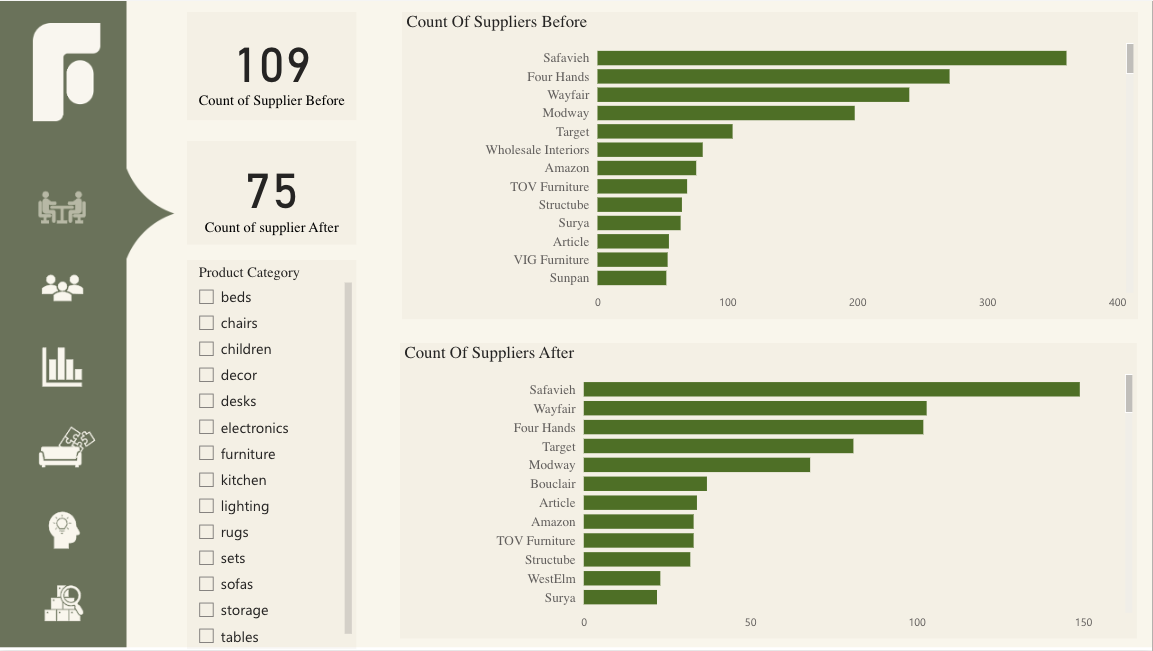 109
Count of Supplier Before
75
Count of supplier After
Product Category
beds
chairs
children
decor
desks
electronics
furniture
kitchen
lighting
rugs
sets
sofas
storage
tables
Count Of Suppliers Before
Safavieh
Four Hands
Wayfair
Modway
Target
Wholesale Interiors
Amazon
TOV Furniture
Structube
Surya
Article
VIG Furniture
Sunpan
0 100 200 300 400
Count Of Suppliers After
Safavieh
Wayfair
Four Hands
Target
Modway
Bouclair
Article
Amazon
TOV Furniture
Structube
WestElm
Surya
0 50 100 150